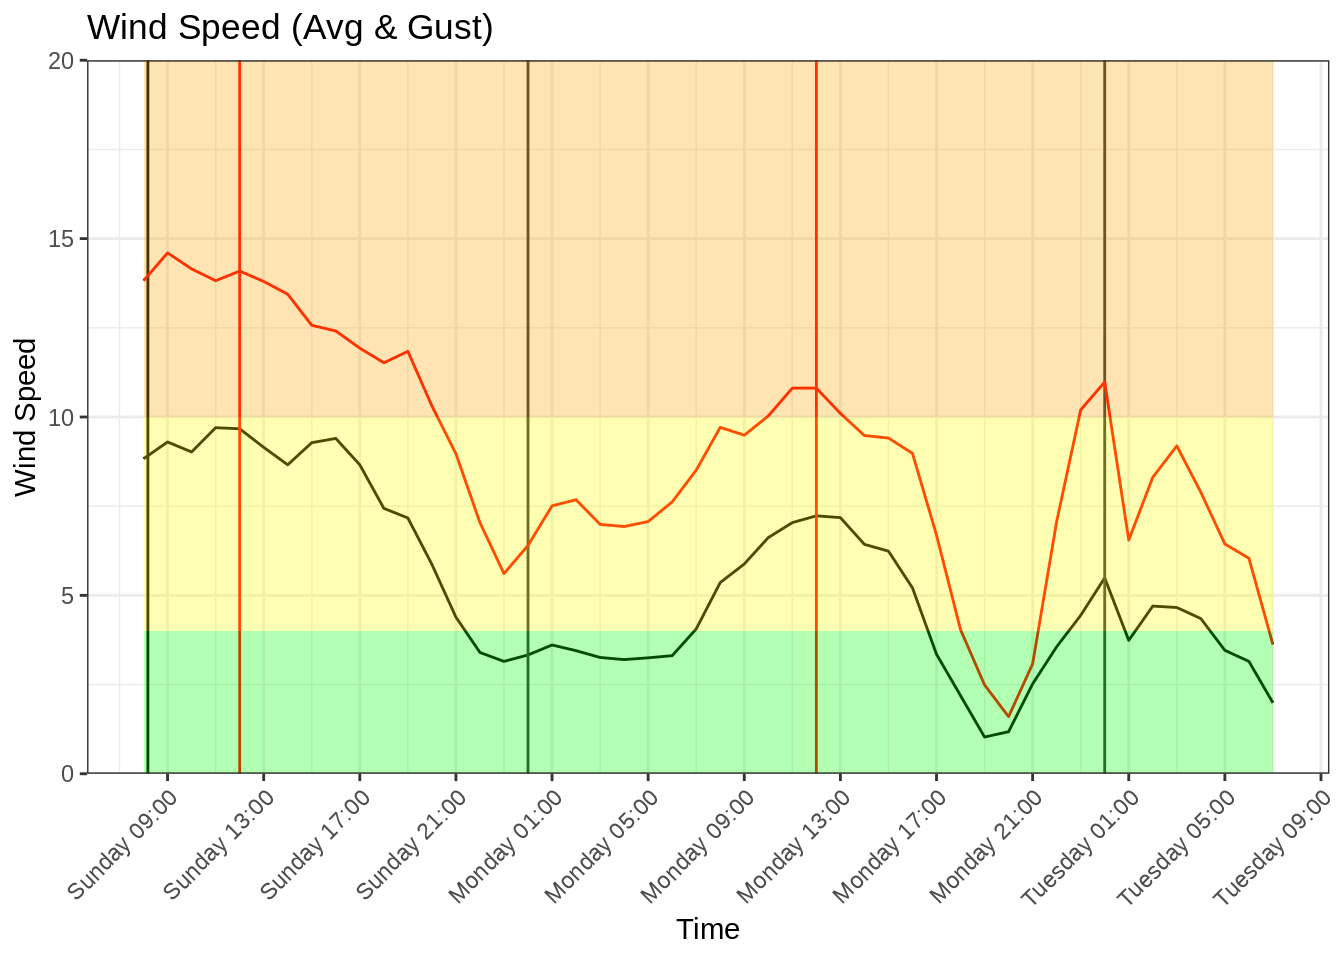 Wind Speed (Avg & Gust)
20
15
10
5
0
Wind Speed
Sunday 09:00
Sunday 13:00
Sunday 17:00
Sunday 21:00
Monday 01:00
Monday 05:00
Monday 09:00
Monday 13:00
Monday 17:00
Monday 21:00
Tuesday 01:00
Tuesday 05:00
Tuesday 09:00
Time